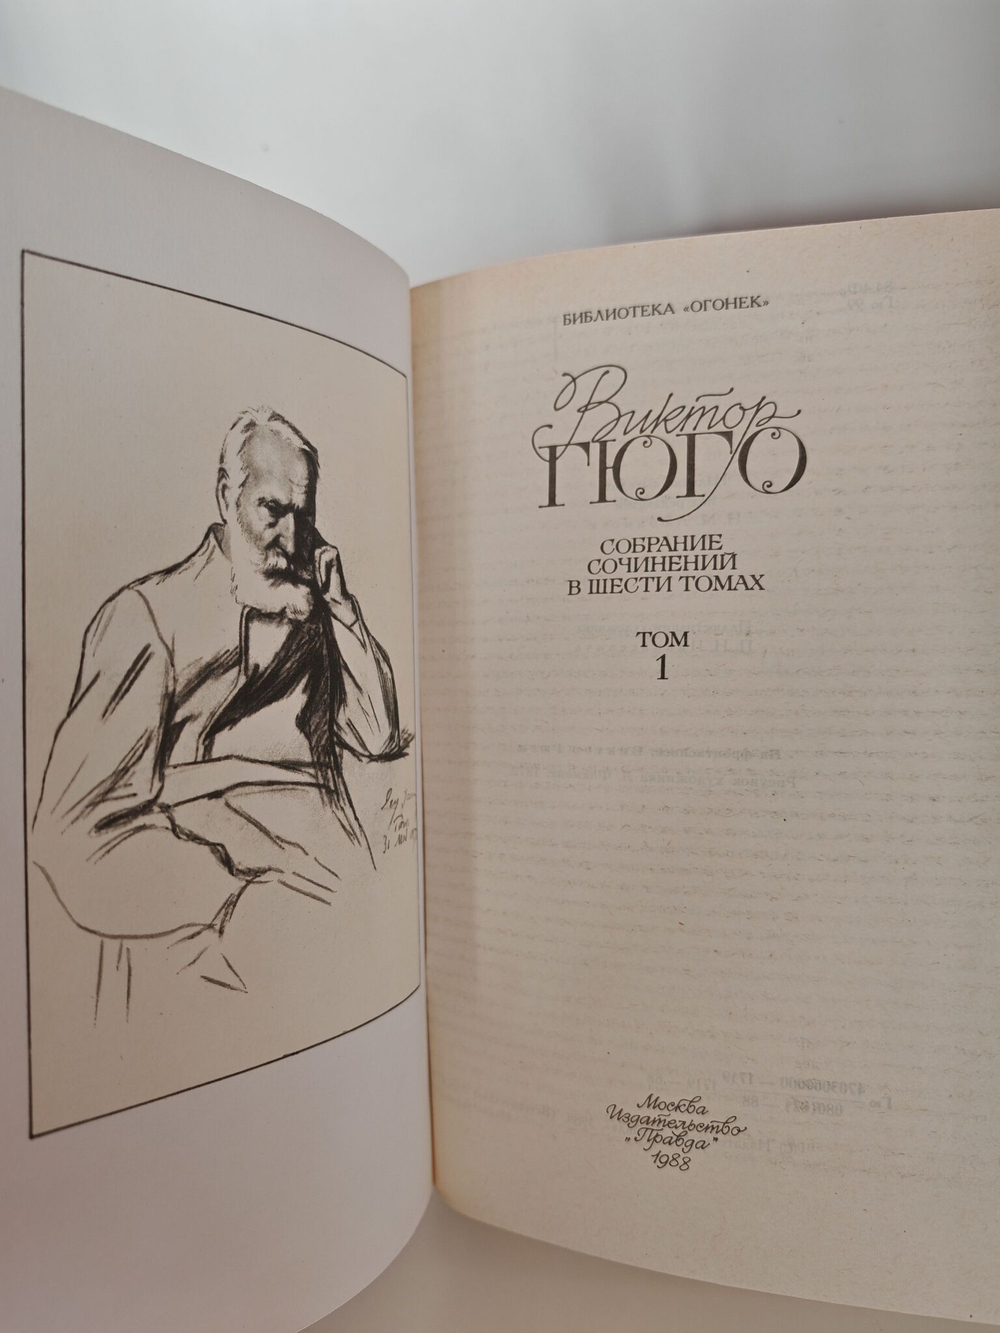 БИБЛИОТЕКА «ОГОНЕК»
Виктор
ГЮГО
СОБРАНИЕ
СОЧИНЕНИЙ
В ШЕСТИ ТОМАХ
ТОМ
1
Москва
Издательство
„Правда"
1988